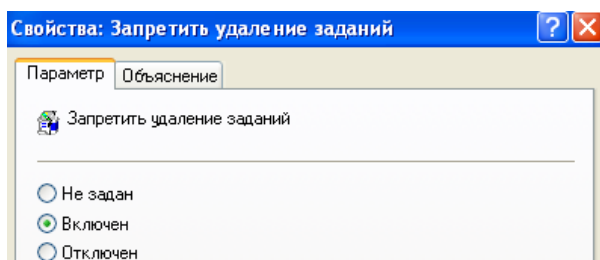 Свойства: Запретить удаление заданий
Параметр Объяснение
Запретить удаление заданий
Не задан
Включен
Отключен